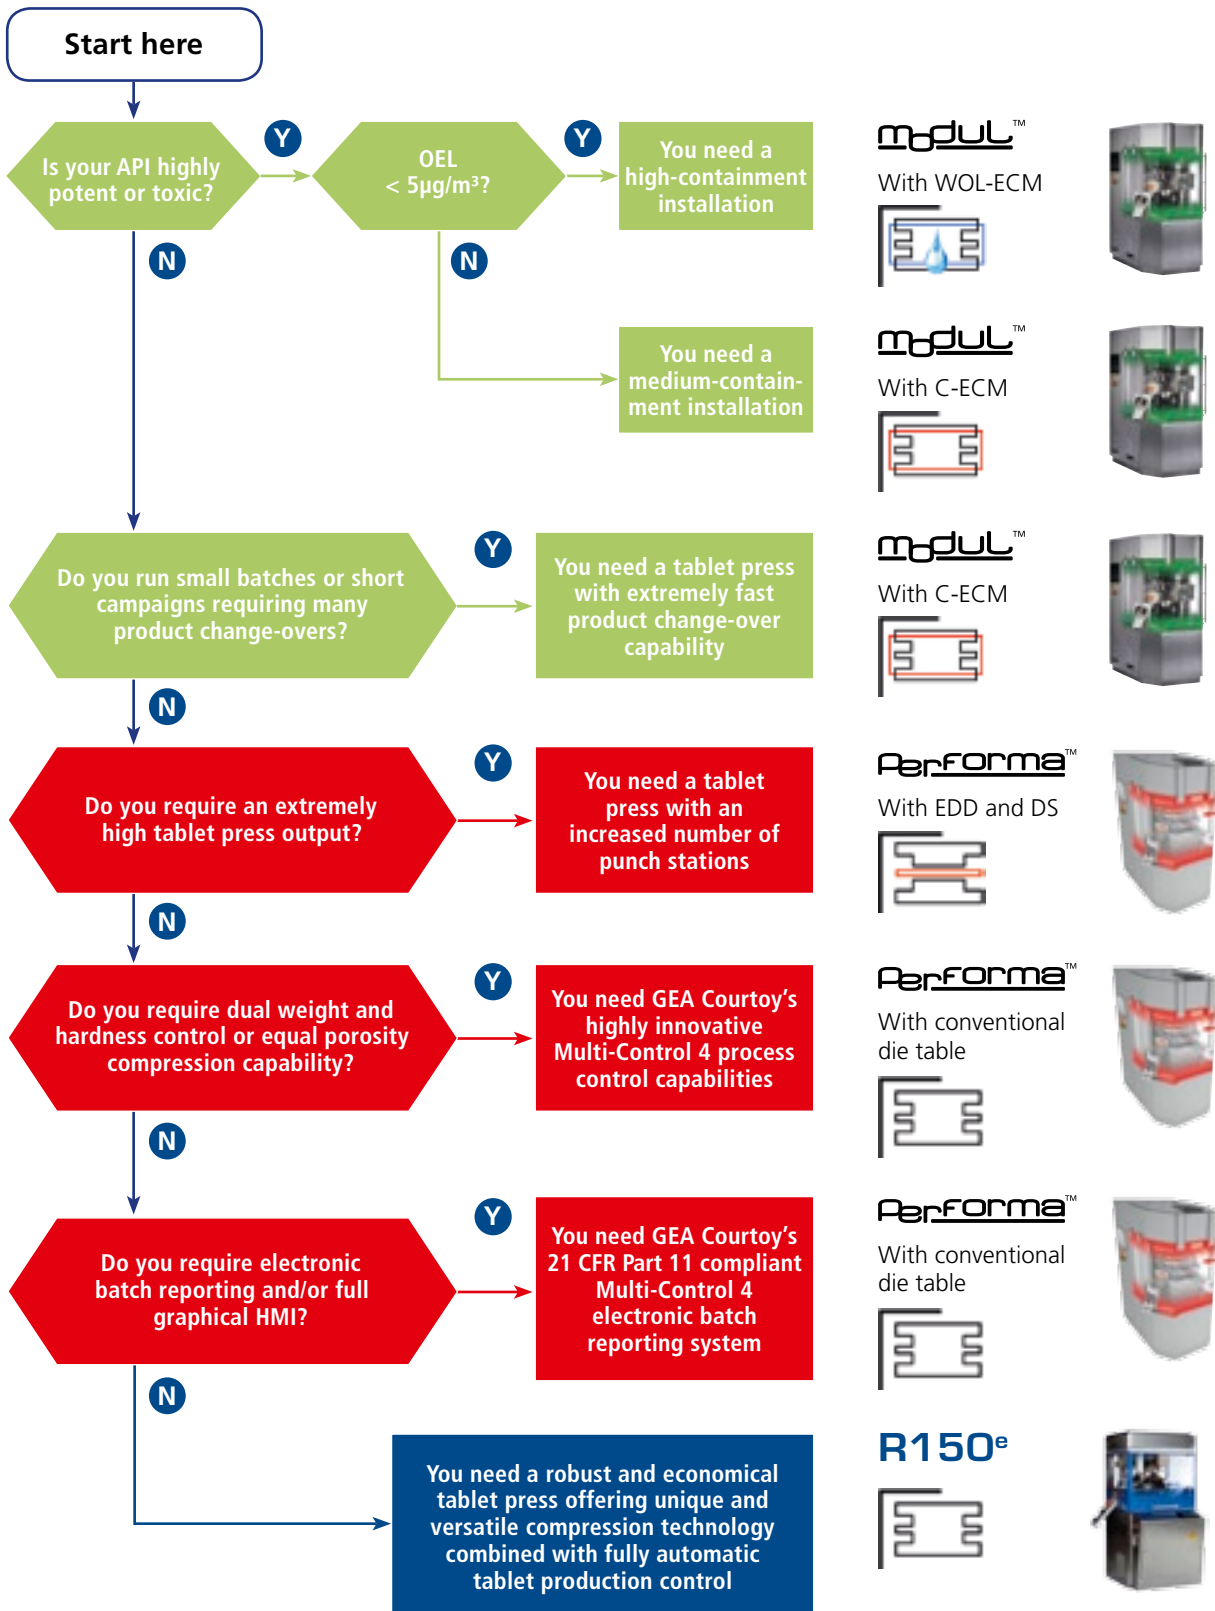 Start here
Is your API highly
potent or toxic?
Y
OEL
< 5µg/m³?
Y
You need a
high-containment
installation
MODUL™
With WOL-ECM
N
N
You need a
medium-contain-
ment installation
MODUL™
With C-ECM
Do you run small batches or short
campaigns requiring many
product change-overs?
Y
You need a tablet press
with extremely fast
product change-over
capability
MODUL™
With C-ECM
N
Do you require an extremely
high tablet press output?
Y
You need a tablet
press with an
increased number of
punch stations
PerForma™
With EDD and DS
N
Do you require dual weight and
hardness control or equal porosity
compression capability?
Y
You need GEA Courtoy's
highly innovative
Multi-Control 4 process
control capabilities
PerForma™
With conventional
die table
N
Do you require electronic
batch reporting and/or full
graphical HMI?
Y
You need GEA Courtoy's
21 CFR Part 11 compliant
Multi-Control 4
electronic batch
reporting system
PerForma™
With conventional
die table
N
You need a robust and economical
tablet press offering unique and
versatile compression technology
combined with fully automatic
tablet production control
R150ᵉ